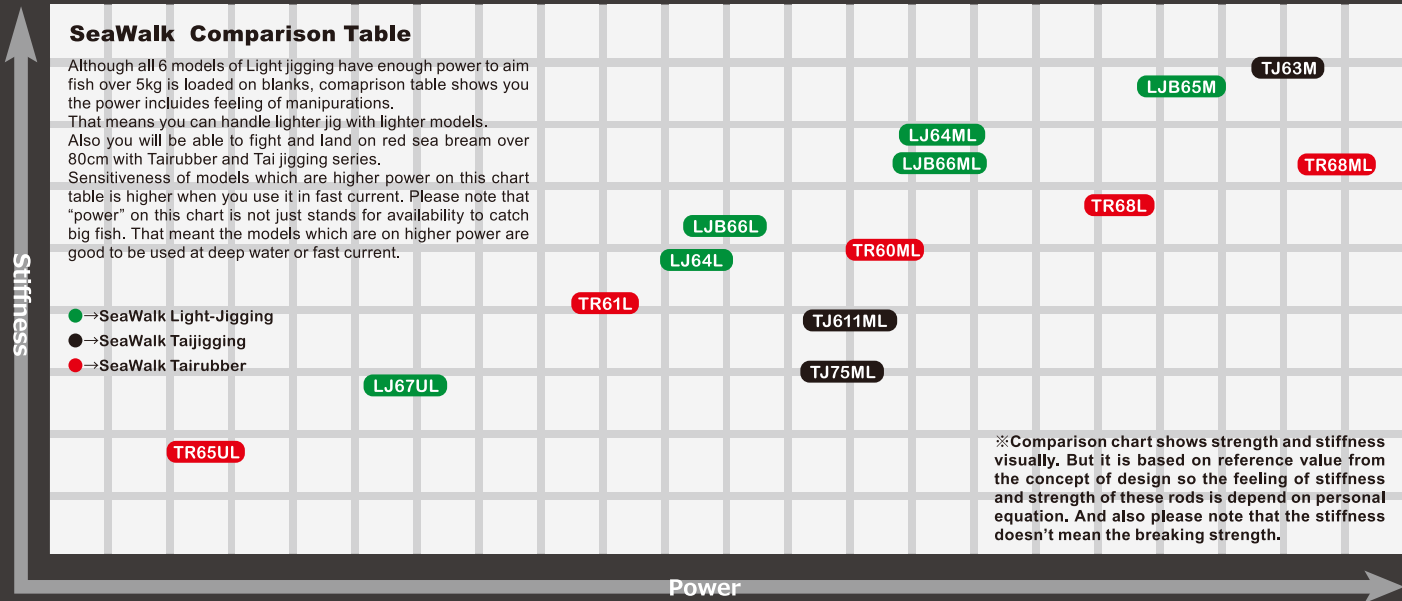 SeaWalk Comparison Table
Although all 6 models of Light jigging have enough power to aim
fish over 5kg is loaded on blanks, comaprison table shows you
the power incluides feeling of manipurations.
That means you can handle lighter jig with lighter models.
Also you will be able to fight and land on red sea bream over
80cm with Tairubber and Tai jigging series.
Sensitiveness of models which are higher power on this chart
table is higher when you use it in fast current. Please note that
“power” on this chart is not just stands for availability to catch
big fish. That meant the models which are on higher power are
good to be used at deep water or fast current.
→SeaWalk Light-Jigging
→SeaWalk Taijigging
→SeaWalk Tairubber
TJ63M
LJB65M
LJ64ML
LJB66ML
TR68ML
TR68L
LJB66L
TR60ML
LJ64L
TR61L
TJ611ML
TJ75ML
LJ67UL
TR65UL
※Comparison chart shows strength and stiffness
visually. But it is based on reference value from
the concept of design so the feeling of stiffness
and strength of these rods is depend on personal
equation. And also please note that the stiffness
doesn't mean the breaking strength.
Stiffness
Power